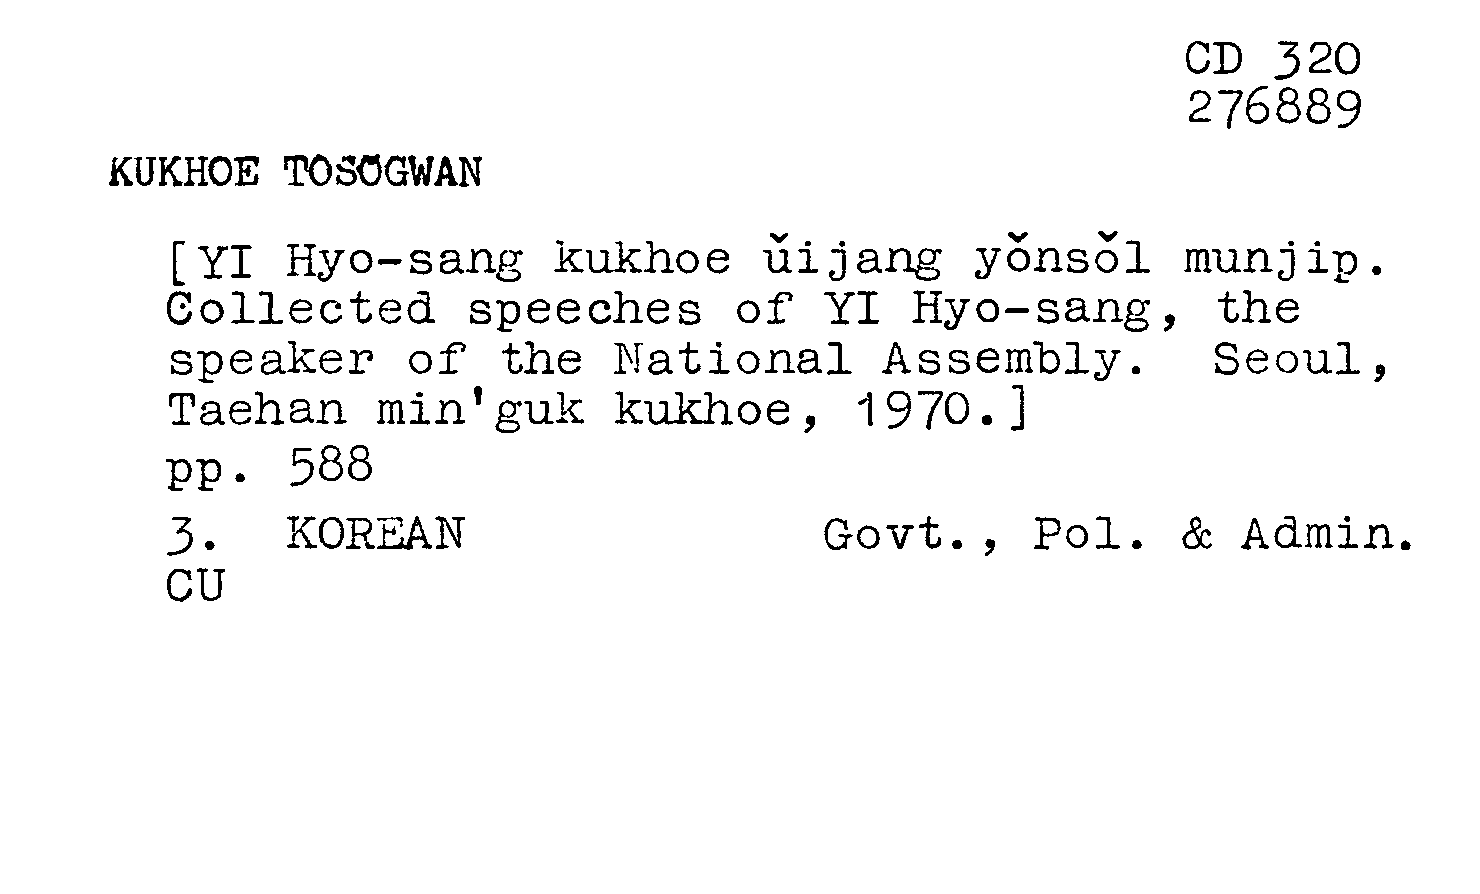 CD 320
276889
KUKHOE TOSŎGWAN
[YI Hyo-sang kukhoe ŭijang yŏnsŏl munjip.
Collected speeches of YI Hyo-sang, the
speaker of the National Assembly. Seoul,
Taehan min'guk kukhoe, 1970.]
pp. 588
3. KOREAN Govt., Pol. & Admin.
CU